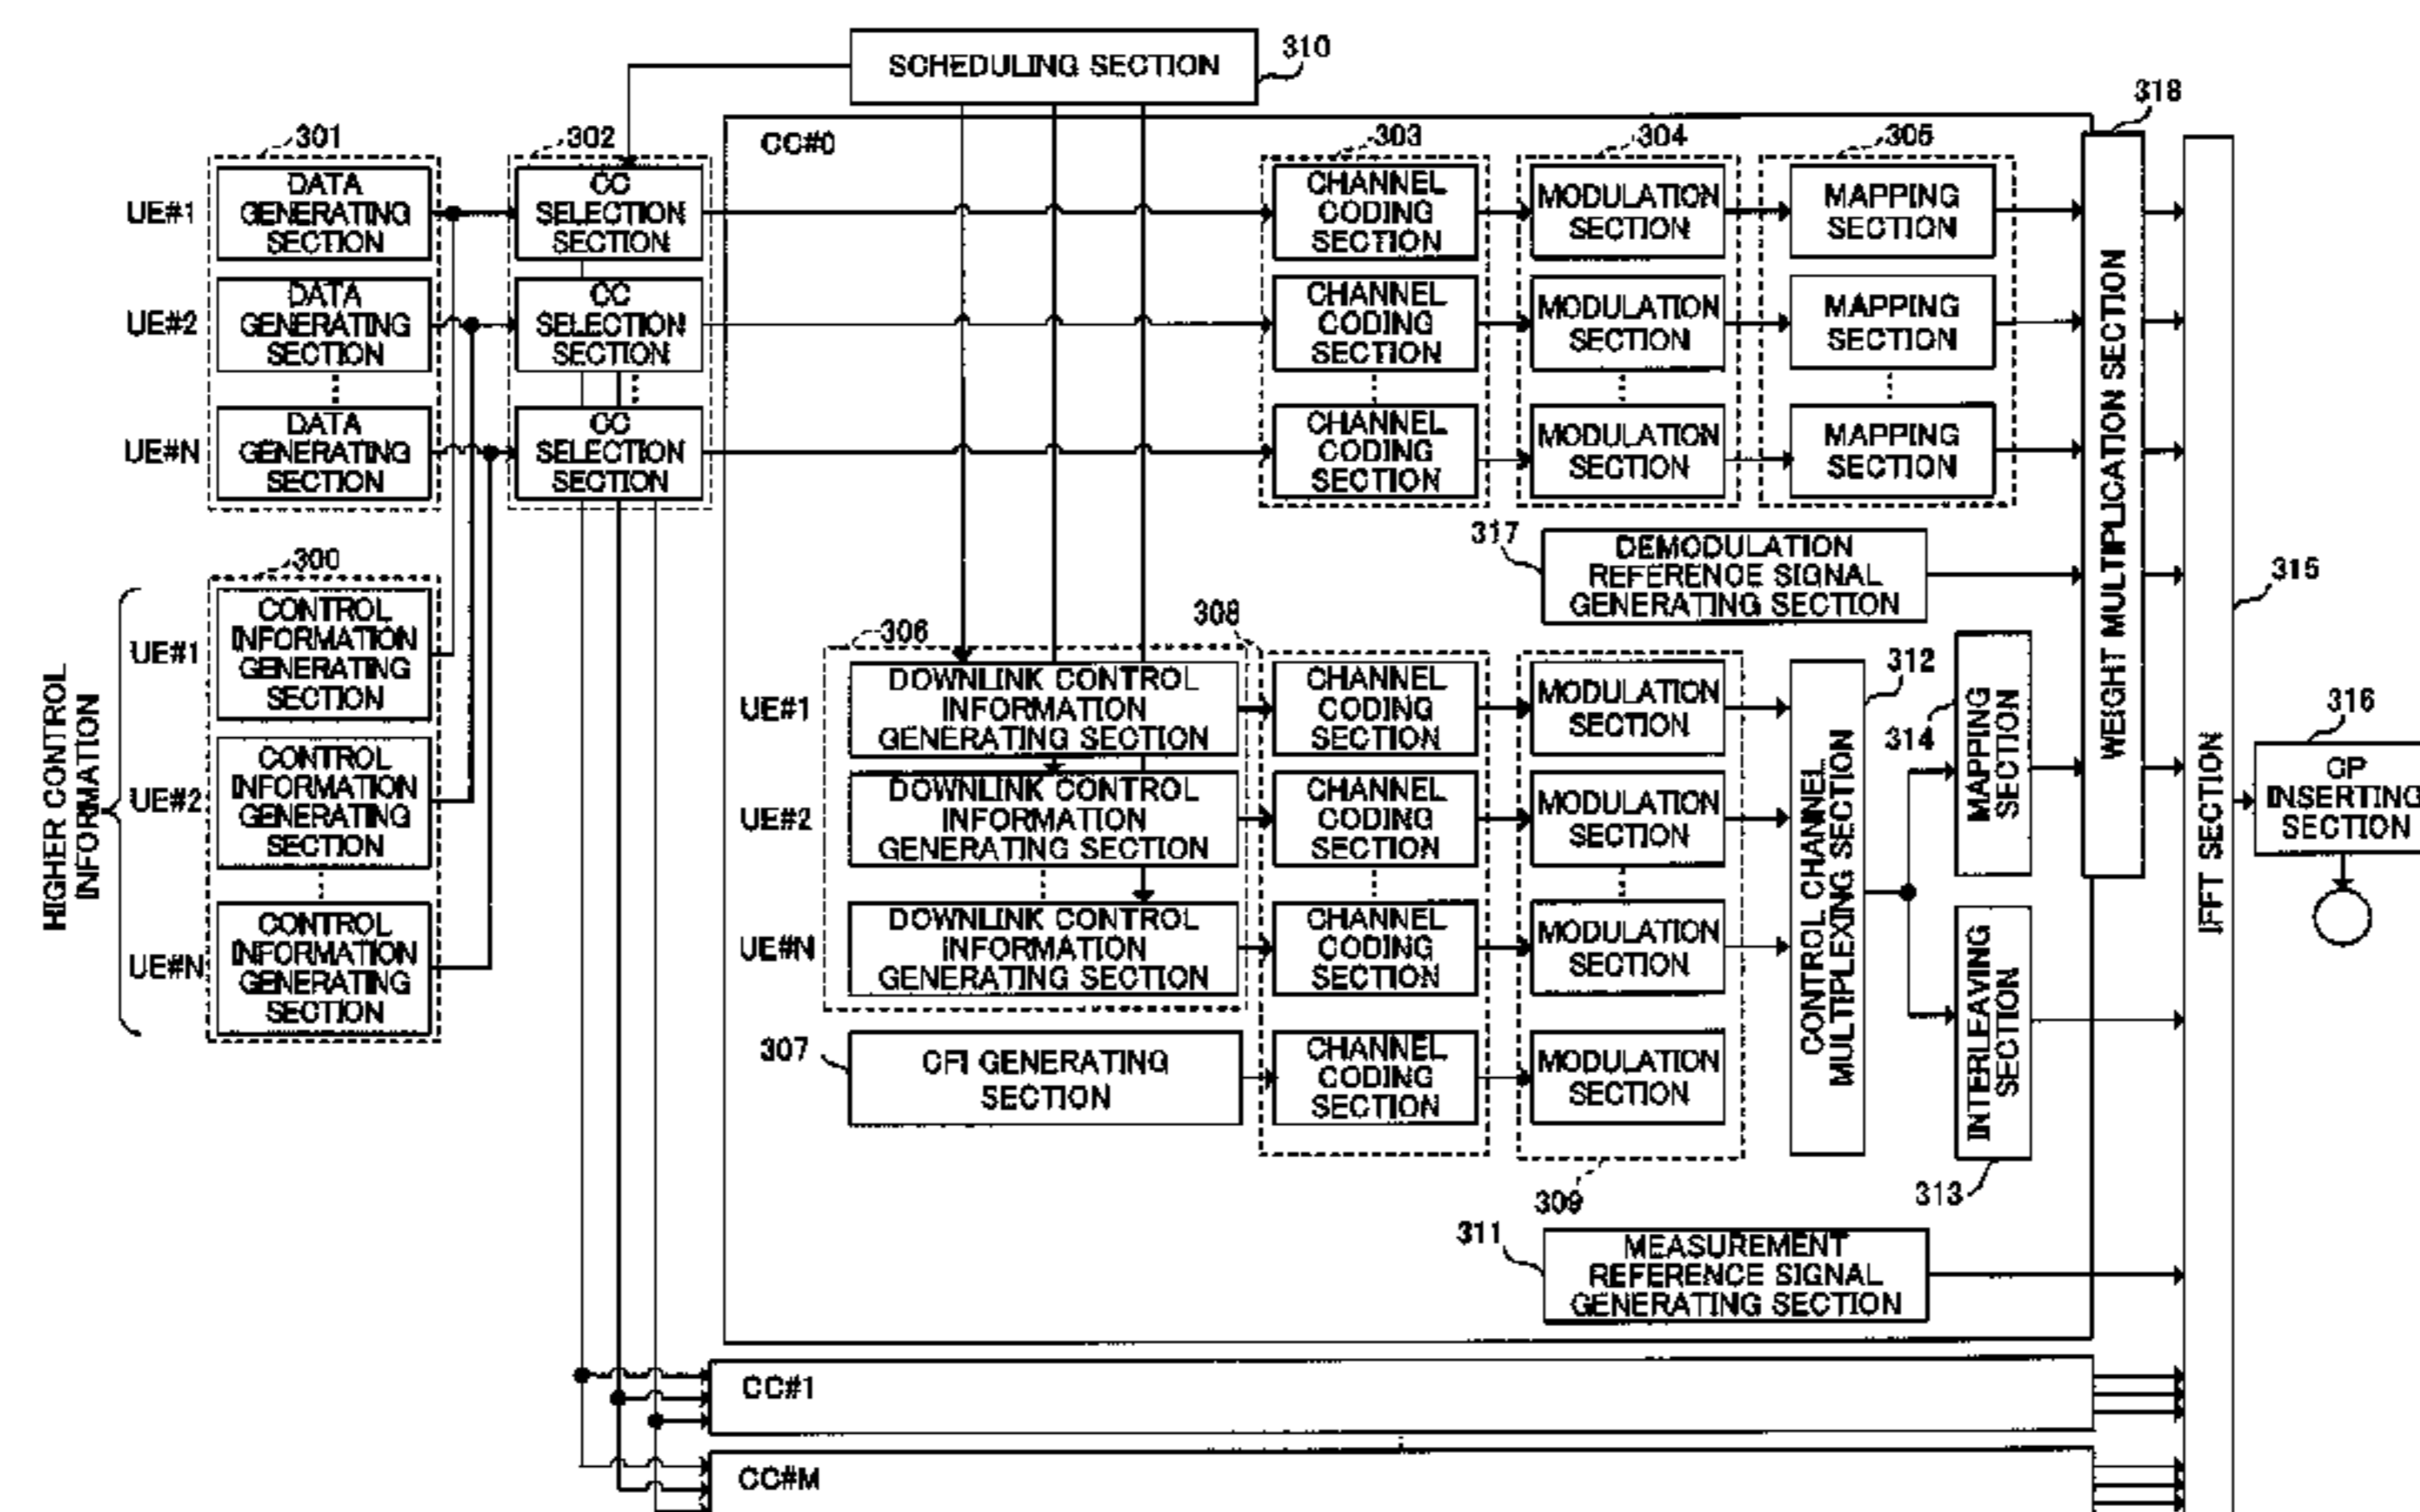 SCHEDULING SECTION
310
318
CC#0
301
302
303
304
305
UE#1
DATA
GENERATING
SECTION
CC
SELECTION
SECTION
CHANNEL
CODING
SECTION
MODULATION
SECTION
MAPPING
SECTION
UE#2
DATA
GENERATING
SECTION
CC
SELECTION
SECTION
CHANNEL
CODING
SECTION
MODULATION
SECTION
MAPPING
SECTION
UE#N
DATA
GENERATING
SECTION
CC
SELECTION
SECTION
CHANNEL
CODING
SECTION
MODULATION
SECTION
MAPPING
SECTION
WEIGHT MULTIPLICATION SECTION
317
DEMODULATION
REFERENCE SIGNAL
GENERATING SECTION
315
IFFT SECTION
316
CP
INSERTING
SECTION
HIGHER CONTROL
INFORMATION
300
UE#1
CONTROL
INFORMATION
GENERATING
SECTION
UE#2
CONTROL
INFORMATION
GENERATING
SECTION
UE#N
CONTROL
INFORMATION
GENERATING
SECTION
306
308
UE#1
DOWNLINK CONTROL
INFORMATION
GENERATING SECTION
CHANNEL
CODING
SECTION
MODULATION
SECTION
UE#2
DOWNLINK CONTROL
INFORMATION
GENERATING SECTION
CHANNEL
CODING
SECTION
MODULATION
SECTION
UE#N
DOWNLINK CONTROL
INFORMATION
GENERATING SECTION
CHANNEL
CODING
SECTION
MODULATION
SECTION
307
CFI GENERATING
SECTION
CHANNEL
CODING
SECTION
MODULATION
SECTION
309
312
CONTROL CHANNEL
MULTIPLEXING SECTION
314
MAPPING
SECTION
INTERLEAVING
SECTION
313
311
MEASUREMENT
REFERENCE SIGNAL
GENERATING SECTION
CC#1
CC#M